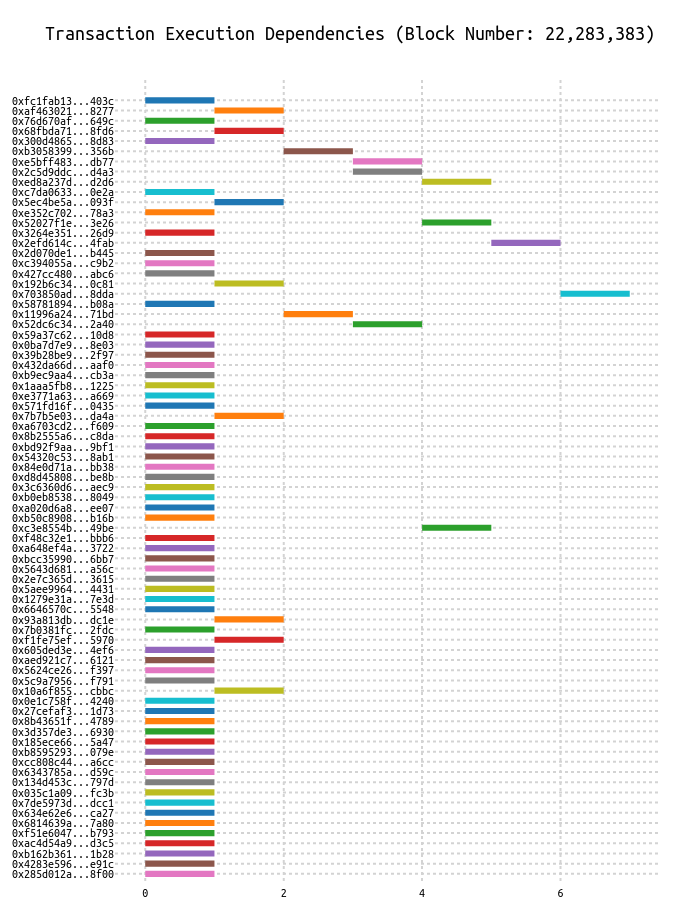 Transaction Execution Dependencies (Block Number: 22,283,383)
0xfc1fab13...403c
0xaf463021...8277
0x76d670af...649c
0x68fbda71...8fd6
0x300d4865...8d83
0xb3058399...356b
0xe5bff483...db77
0x2c5d9ddc...d4a3
0xed8a237d...d2d6
0xc7da0633...0e2a
0x5ec4be5a...093f
0xe352c702...78a3
0x52027f1e...3e26
0x3264e351...26d9
0x2efd614c...4fab
0x2d070de1...b445
0xc394055a...c9b2
0x427cc480...abc6
0x192b6c34...0c81
0x703850ad...8dda
0x58781894...b08a
0x11996a24...71bd
0x52dc6c34...2a40
0x59a37c62...10d8
0x0ba7d7e9...8e03
0x39b28be9...2f97
0x432da66d...aaf0
0xb9ec9aa4...cb3a
0x1aaa5fb8...1225
0xe3771a63...a669
0x571fd16f...0435
0x7b7b5e03...da4a
0xa6703cd2...f609
0x8b2555a6...c8da
0xbd92f9aa...9bf1
0x54320c53...8ab1
0x84e0d71a...bb38
0xd8d45808...be8b
0x3c6360d6...aec9
0xb0eb8538...8049
0xa020d6a8...ee07
0xb50c8908...b16b
0xc3e8554b...49be
0xf48c32e1...bbb6
0xa648ef4a...3722
0xbcc35990...6bb7
0x5643d681...a56c
0x2e7c365d...3615
0x5aee9964...4431
0x1279e31a...7e3d
0x6646570c...5548
0x93a813db...dc1e
0x7b0381fc...2fdc
0xf1fe75ef...5970
0x605ded3e...4ef6
0xaed921c7...6121
0x5624ce26...f397
0x5c9a7956...f791
0x10a6f855...cbbc
0x0e1c758f...4240
0x27cefaf3...1d73
0x8b43651f...4789
0x3d357de3...6930
0x185ece66...5a47
0xb8595293...079e
0xcc808c44...a6cc
0x6343785a...d59c
0x134d453c...797d
0x035c1a09...fc3b
0x7de5973d...dcc1
0x634e62e6...ca27
0x6814639a...7a80
0xf51e6047...b793
0xac4d54a9...d3c5
0xb162b361...1b28
0x4283e596...e91c
0x285d012a...8f00
0 2 4 6